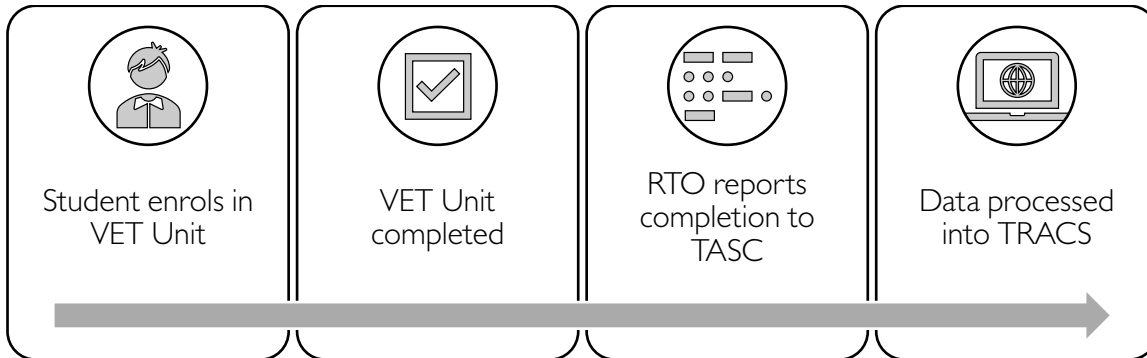 Student enrols in
VET Unit
VET Unit
completed
RTO reports
completion to
TASC
Data processed
into TRACS